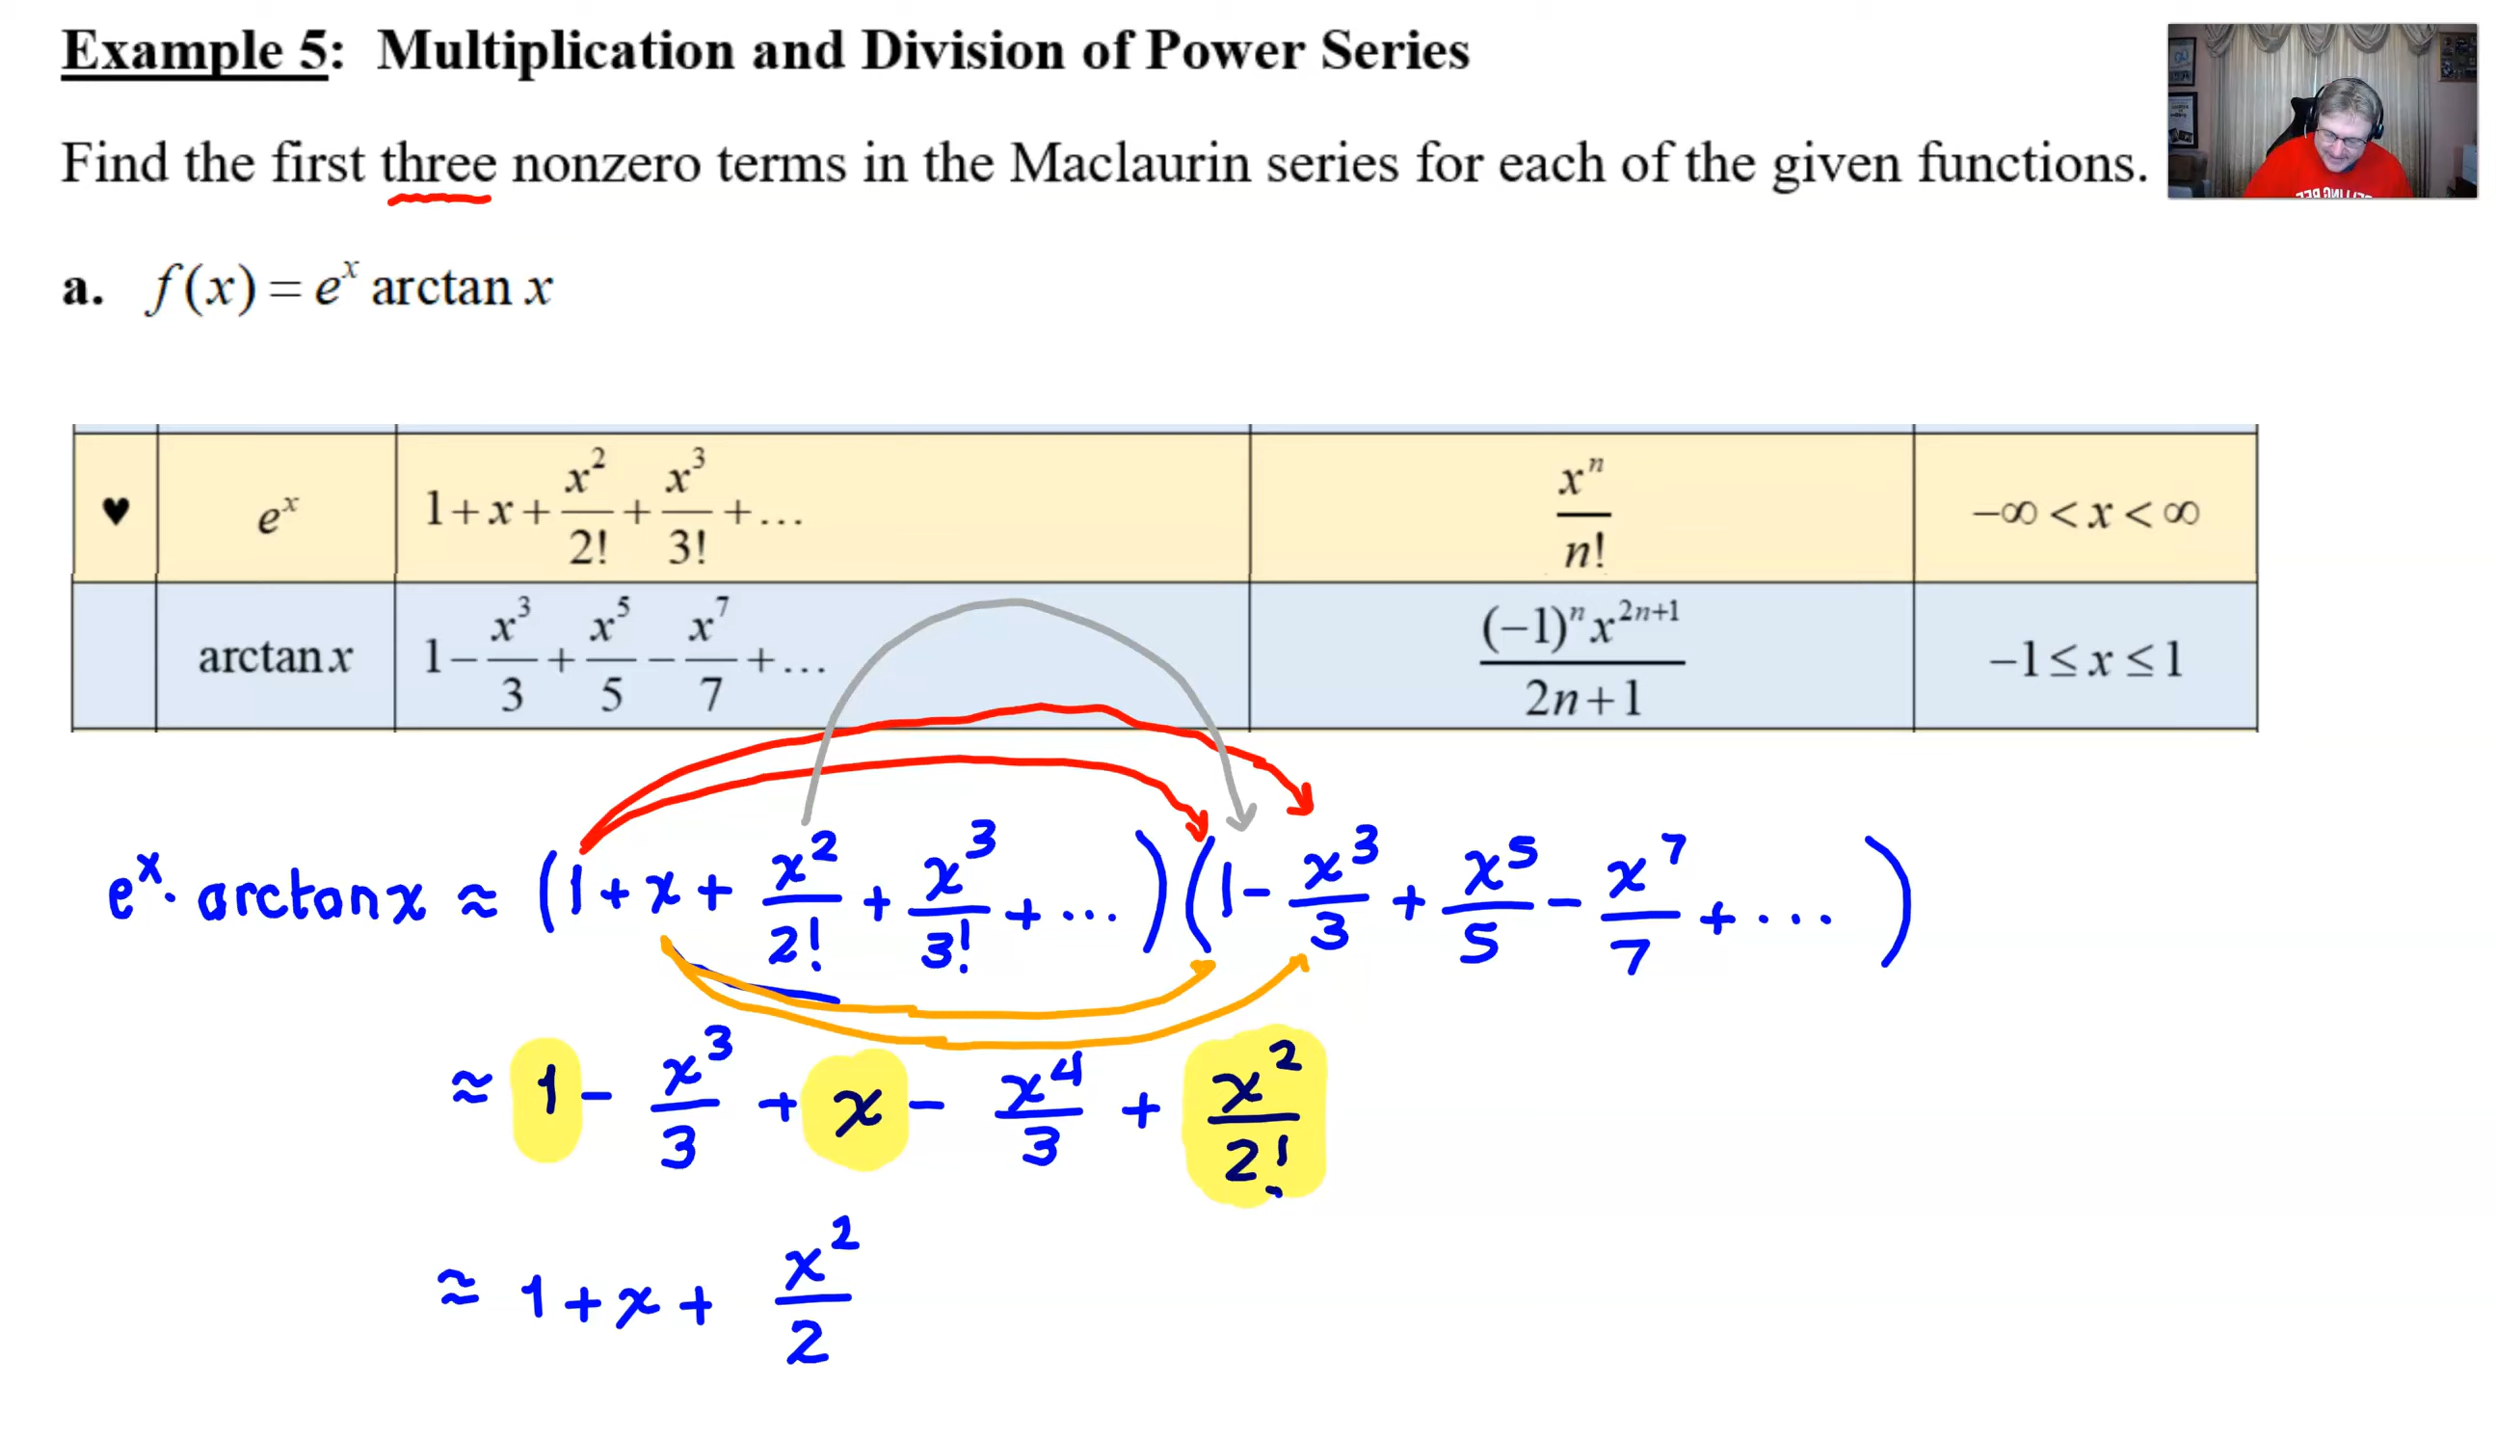 Example 5: Multiplication and Division of Power Series
Find the first three nonzero terms in the Maclaurin series for each of the given functions.
a. f(x) = e^x arctan x
♥ e^x 1 + x + x^2/2! + x^3/3! + … x^n/n! −∞ < x < ∞
arctan x 1 − x^3/3 + x^5/5 − x^7/7 + … (−1)^n x^(2n+1)/(2n+1) −1 ≤ x ≤ 1
e^x · arctan x ≈ (1 + x + x^2/2! + x^3/3! + ...)(1 − x^3/3 + x^5/5 − x^7/7 + ...)
≈ 1 − x^3/3 + x − x^4/3 + x^2/2!
≈ 1 + x + x^2/2